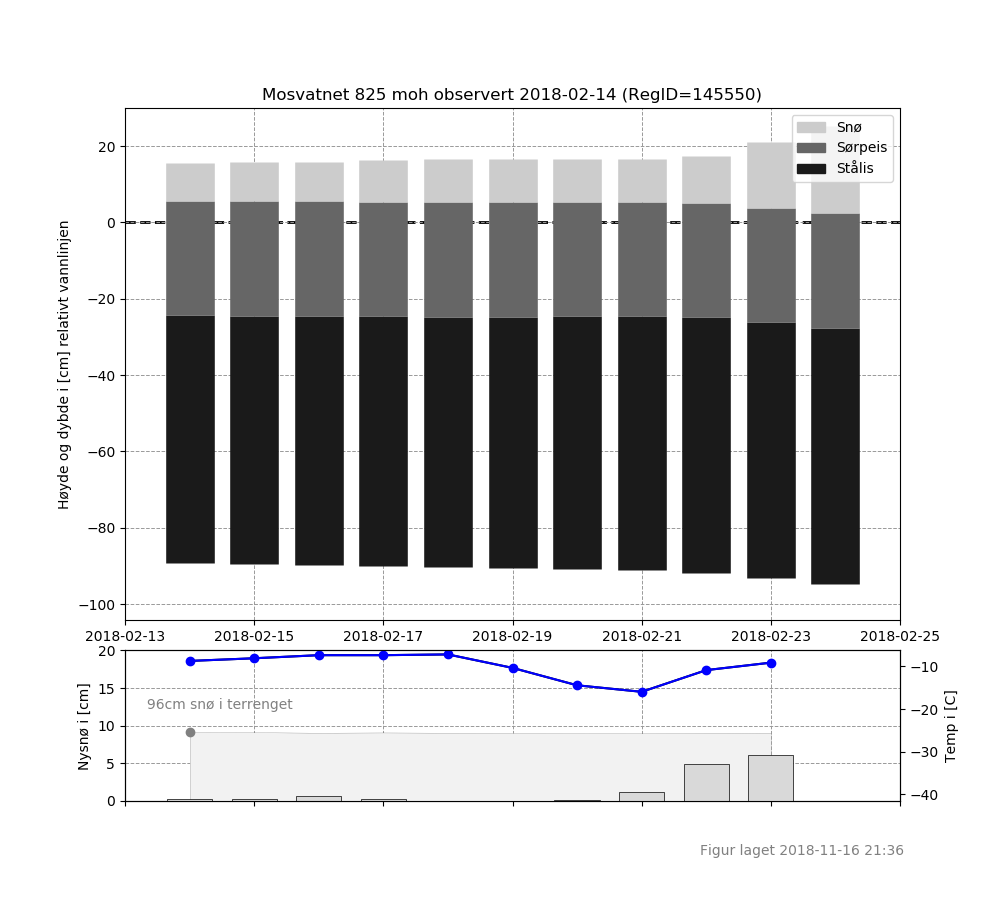 Mosvatnet 825 moh observert 2018-02-14 (RegID=145550)
Snø
Sørpeis
Stålis
Høyde og dybde i [cm] relativt vannlinjen
20
0
−20
−40
−60
−80
−100
2018-02-13 2018-02-15 2018-02-17 2018-02-19 2018-02-21 2018-02-23 2018-02-25
Nysnø i [cm]
20
15
10
5
0
96cm snø i terrenget
−10
−20
−30
−40
Temp i [C]
Figur laget 2018-11-16 21:36